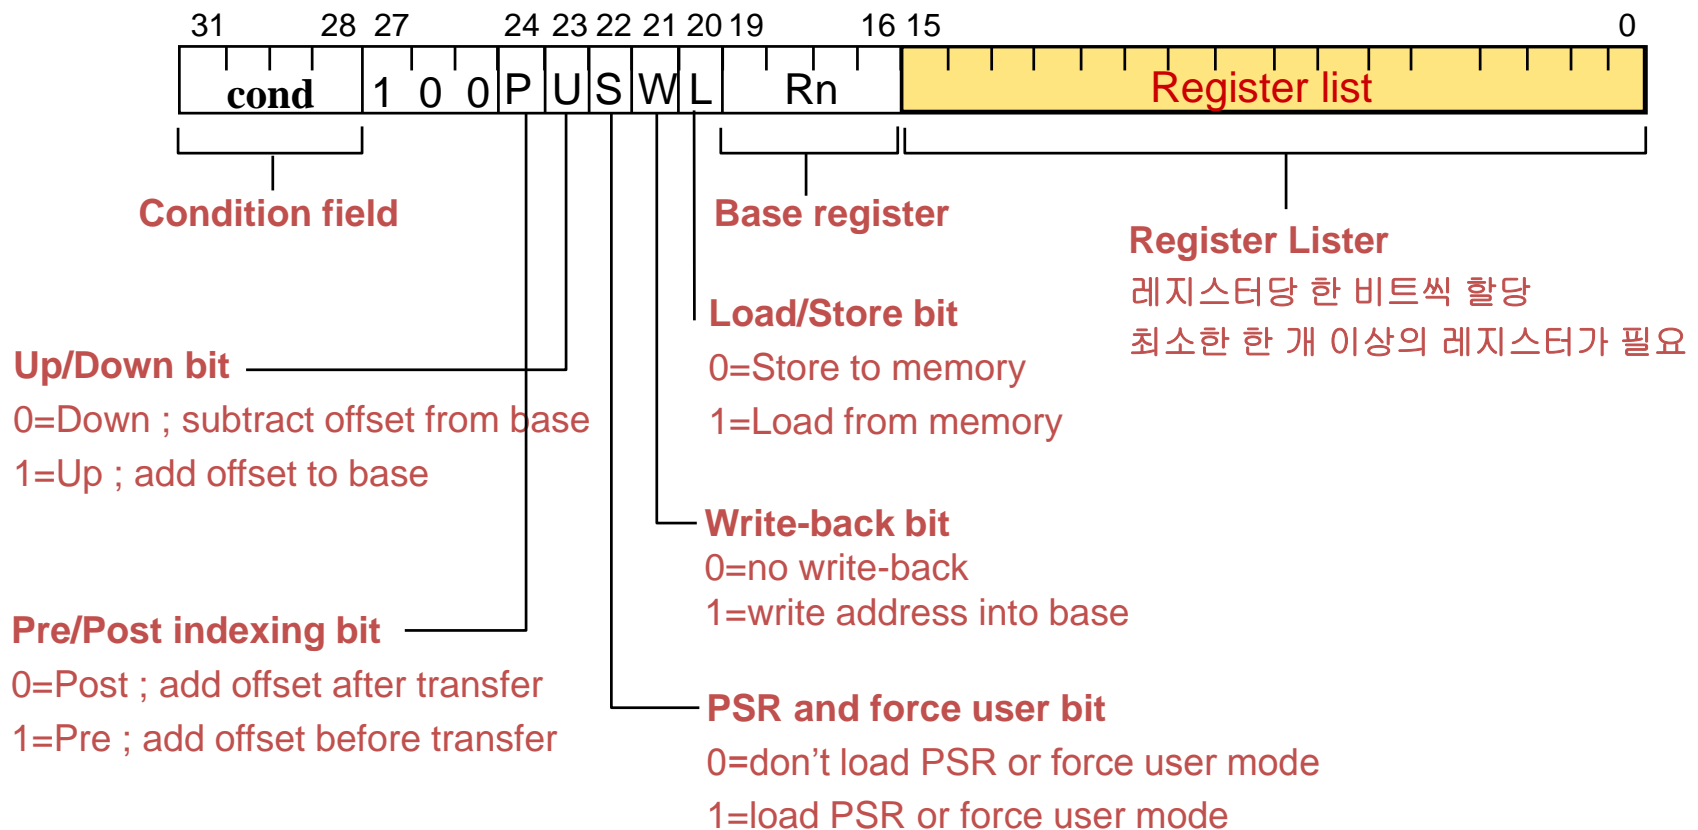 31 28 27 24 23 22 21 20 19 16 15 0
cond 1 0 0 P U S W L Rn Register list
Condition field
Base register
Register Lister
레지스터당 한 비트씩 할당
최소한 한 개 이상의 레지스터가 필요
Load/Store bit
0=Store to memory
1=Load from memory
Up/Down bit
0=Down ; subtract offset from base
1=Up ; add offset to base
Write-back bit
0=no write-back
1=write address into base
Pre/Post indexing bit
0=Post ; add offset after transfer
1=Pre ; add offset before transfer
PSR and force user bit
0=don’t load PSR or force user mode
1=load PSR or force user mode